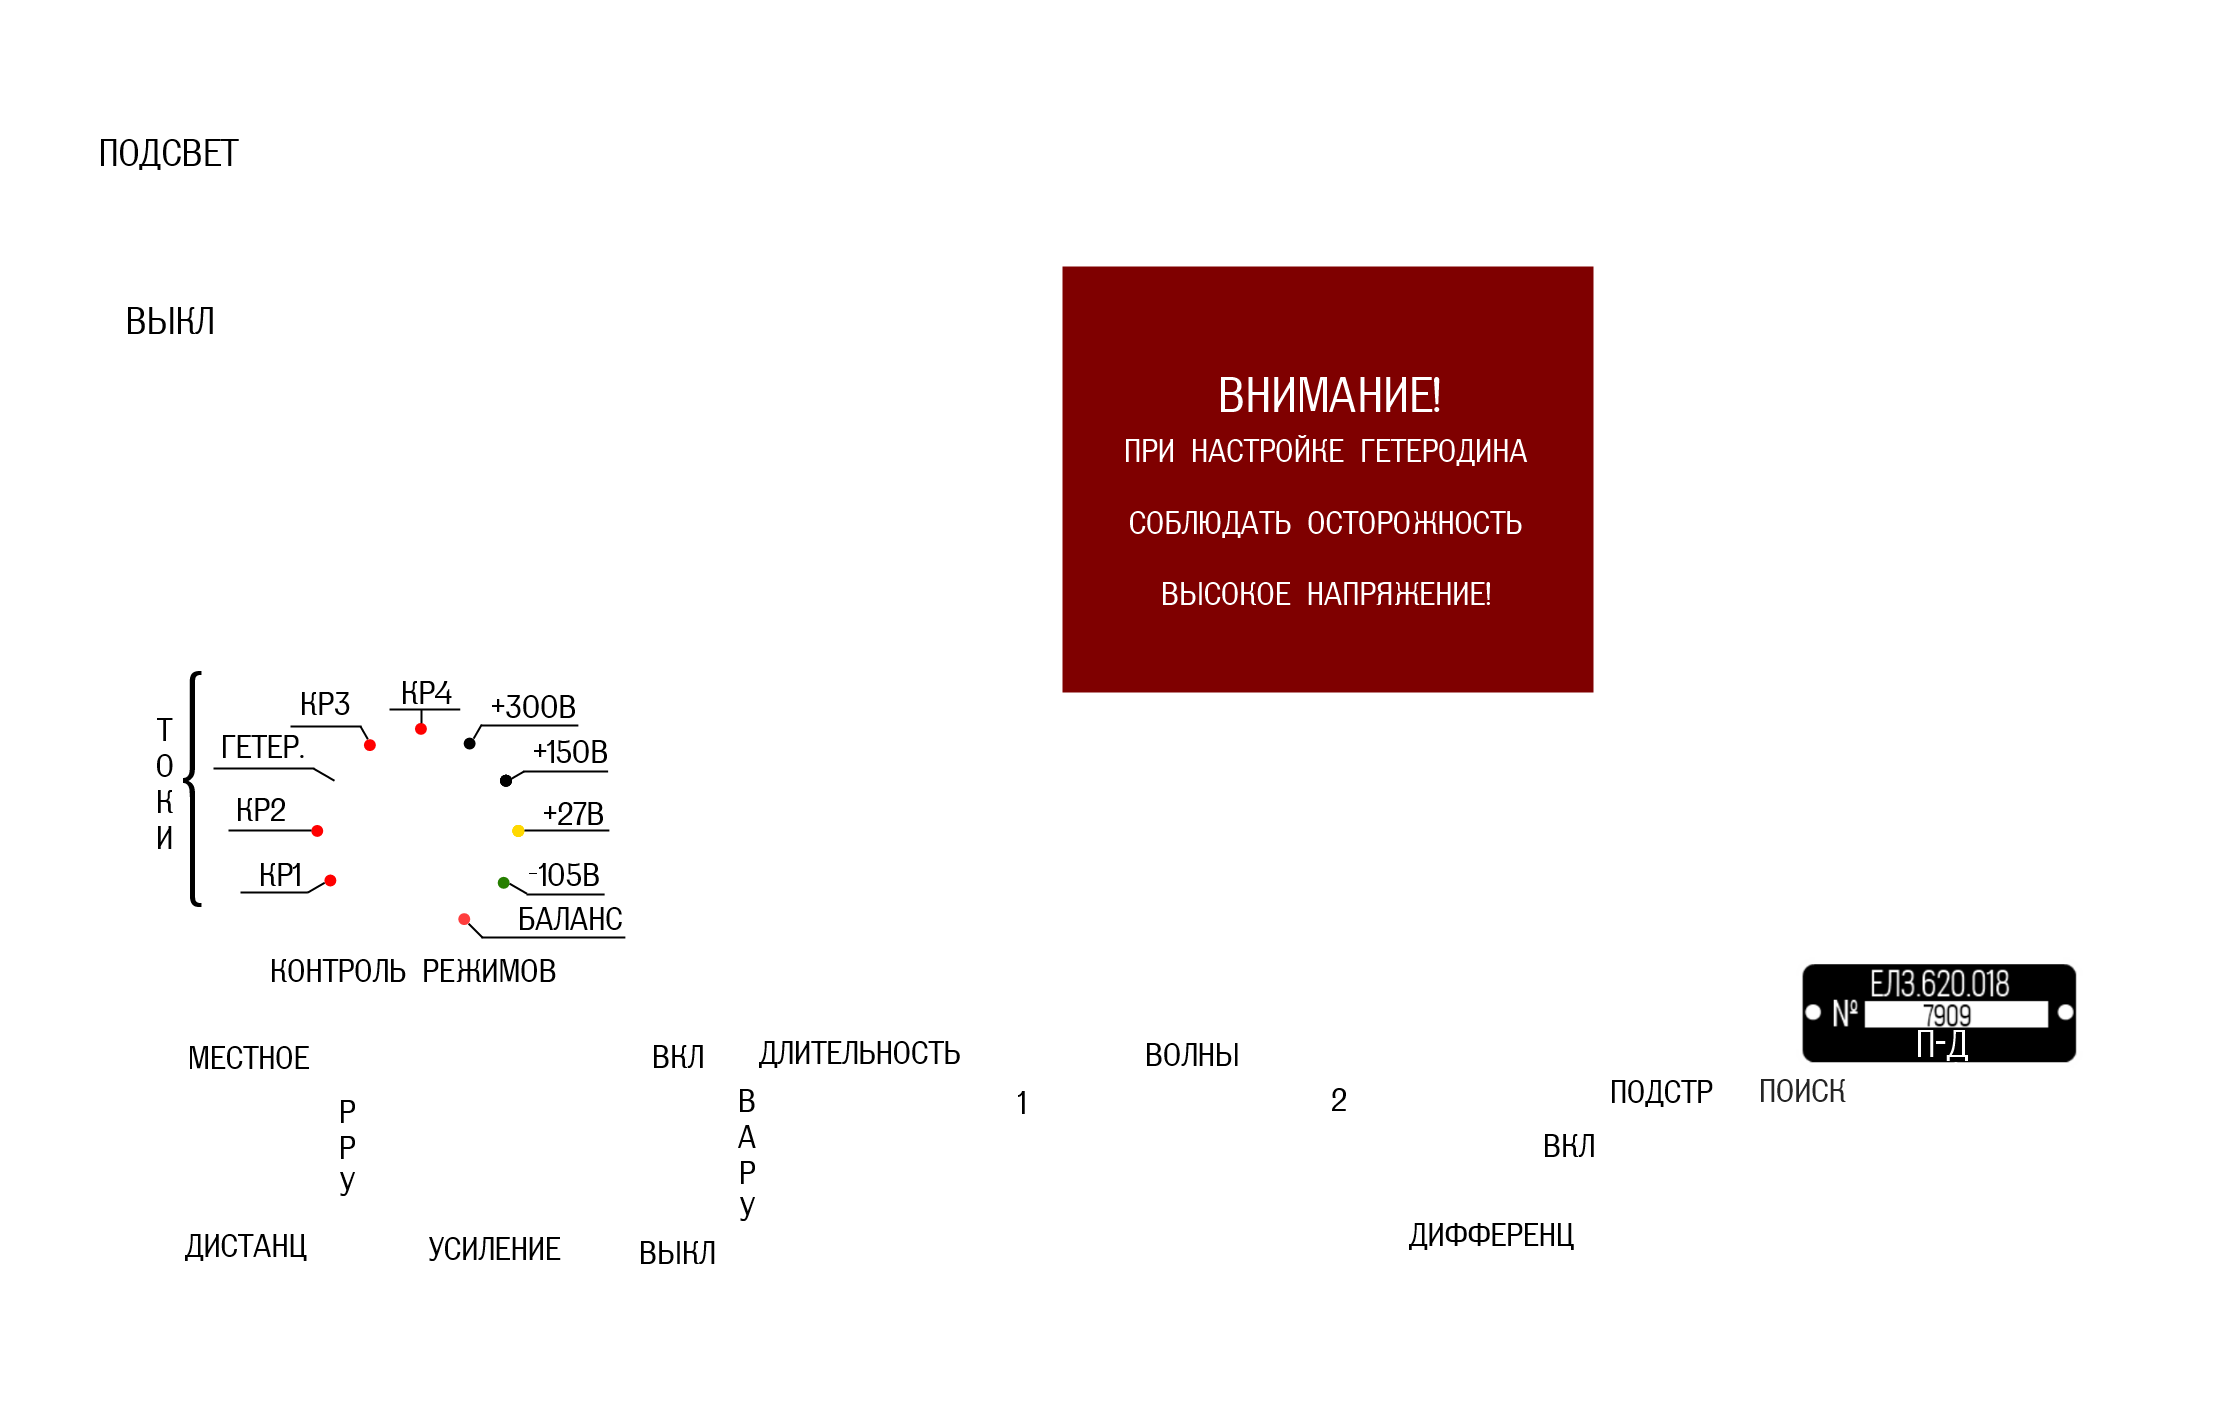 ПОДСВЕТ
ВЫКЛ
ВНИМАНИЕ!
ПРИ НАСТРОЙКЕ ГЕТЕРОДИНА
СОБЛЮДАТЬ ОСТОРОЖНОСТЬ
ВЫСОКОЕ НАПРЯЖЕНИЕ!
ТОКИ
КР3
КР4
+300В
ГЕТЕР.
+150В
КР2
+27В
КР1
-105В
БАЛАНС
КОНТРОЛЬ РЕЖИМОВ
ЕЛ3.620.018
№ 7909
П-Д
МЕСТНОЕ
ВКЛ
ДЛИТЕЛЬНОСТЬ
ВОЛНЫ
РРУ
ВАРУ
1
2
ПОДСТР
ПОИСК
ВКЛ
ДИСТАНЦ
УСИЛЕНИЕ
ВЫКЛ
ДИФФЕРЕНЦ